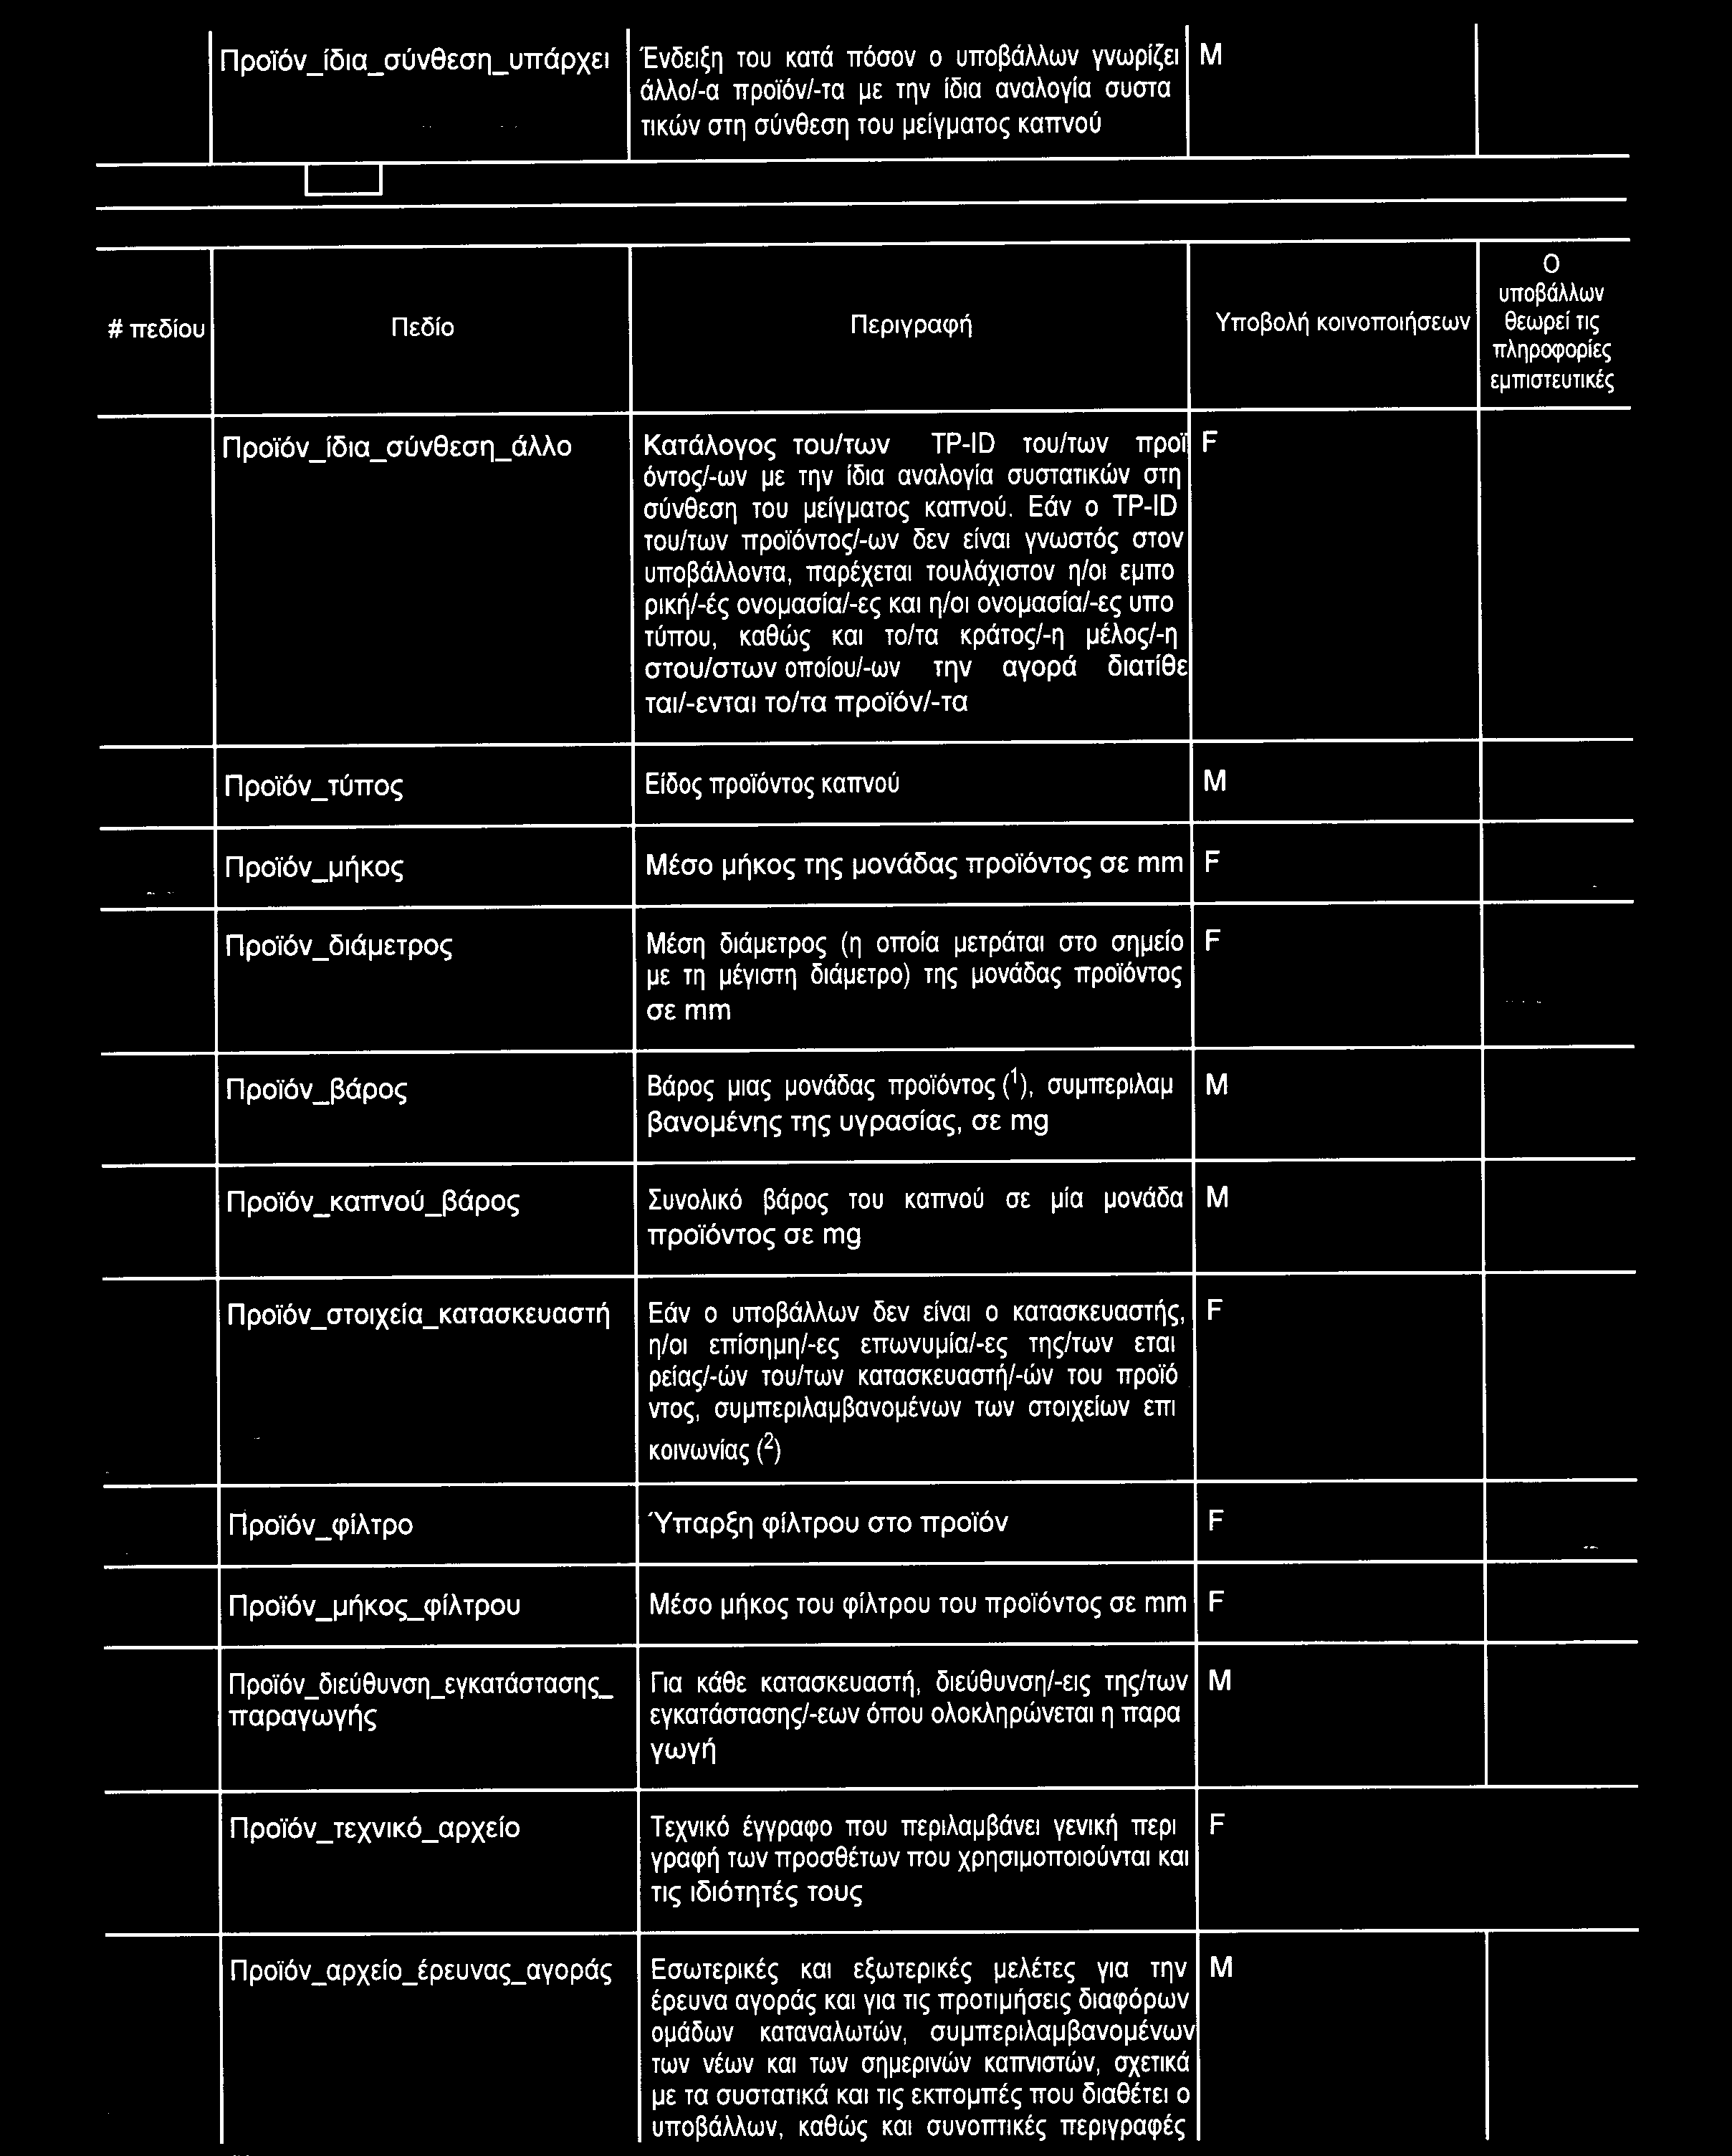 Προϊόν_ίδια_σύνθεση_υπάρχει
Ένδειξη του κατά πόσον ο υποβάλλων γνωρίζει
άλλο/-α προϊόν/-τα με την ίδια αναλογία συστα
τικών στη σύνθεση του μείγματος καπνού
M
# πεδίου
Πεδίο
Περιγραφή
Υποβολή κοινοποιήσεων
Ο
υποβάλλων
θεωρεί τις
πληροφορίες
εμπιστευτικές
Προϊόν_ίδια_σύνθεση_άλλο
Κατάλογος του/των TP-ID του/των προϊ
όντος/-ων με την ίδια αναλογία συστατικών στη
σύνθεση του μείγματος καπνού. Εάν ο TP-ID
του/των προϊόντος/-ων δεν είναι γνωστός στον
υποβάλλοντα, παρέχεται τουλάχιστον η/οι εμπο
ρική/-ές ονομασία/-ες και η/οι ονομασία/-ες υπο
τύπου, καθώς και το/τα κράτος/-η μέλος/-η
στου/στων οποίου/-ων την αγορά διατίθε
ται/-ενται το/τα προϊόν/-τα
F
Προϊόν_τύπος
Είδος προϊόντος καπνού
M
Προϊόν_μήκος
Μέσο μήκος της μονάδας προϊόντος σε mm
F
Προϊόν_διάμετρος
Μέση διάμετρος (η οποία μετράται στο σημείο
με τη μέγιστη διάμετρο) της μονάδας προϊόντος
σε mm
F
Προϊόν_βάρος
Βάρος μιας μονάδας προϊόντος (¹), συμπεριλαμ
βανομένης της υγρασίας, σε mg
M
Προϊόν_καπνού_βάρος
Συνολικό βάρος του καπνού σε μία μονάδα
προϊόντος σε mg
M
Προϊόν_στοιχεία_κατασκευαστή
Εάν ο υποβάλλων δεν είναι ο κατασκευαστής,
η/οι επίσημη/-ες επωνυμία/-ες της/των εται
ρείας/-ών του/των κατασκευαστή/-ών του προϊό
ντος, συμπεριλαμβανομένων των στοιχείων επι
κοινωνίας (²)
F
Προϊόν_φίλτρο
Ύπαρξη φίλτρου στο προϊόν
F
Προϊόν_μήκος_φίλτρου
Μέσο μήκος του φίλτρου του προϊόντος σε mm
F
Προϊόν_διεύθυνση_εγκατάστασης_
παραγωγής
Για κάθε κατασκευαστή, διεύθυνση/-εις της/των
εγκατάστασης/-εων όπου ολοκληρώνεται η παρα
γωγή
M
Προϊόν_τεχνικό_αρχείο
Τεχνικό έγγραφο που περιλαμβάνει γενική περι
γραφή των προσθέτων που χρησιμοποιούνται και
τις ιδιότητές τους
F
Προϊόν_αρχείο_έρευνας_αγοράς
Εσωτερικές και εξωτερικές μελέτες για την
έρευνα αγοράς και για τις προτιμήσεις διαφόρων
ομάδων καταναλωτών, συμπεριλαμβανομένων
των νέων και των σημερινών καπνιστών, σχετικά
με τα συστατικά και τις εκπομπές που διαθέτει ο
υποβάλλων, καθώς και συνοπτικές περιγραφές
M